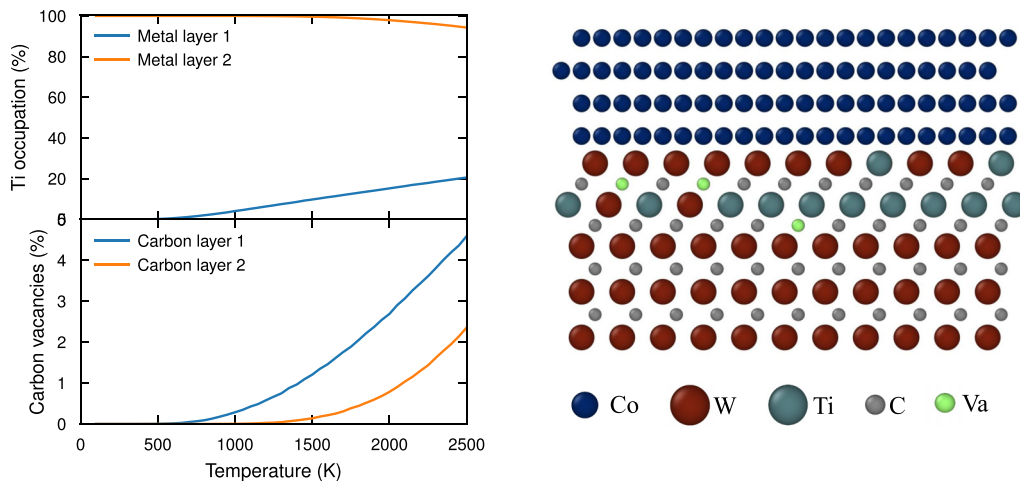 100
80
60
40
20
0
Ti occupation (%)
Metal layer 1
Metal layer 2
5
4
3
2
1
0
Carbon vacancies (%)
Carbon layer 1
Carbon layer 2
0 500 1000 1500 2000 2500
Temperature (K)
Co W Ti C Va